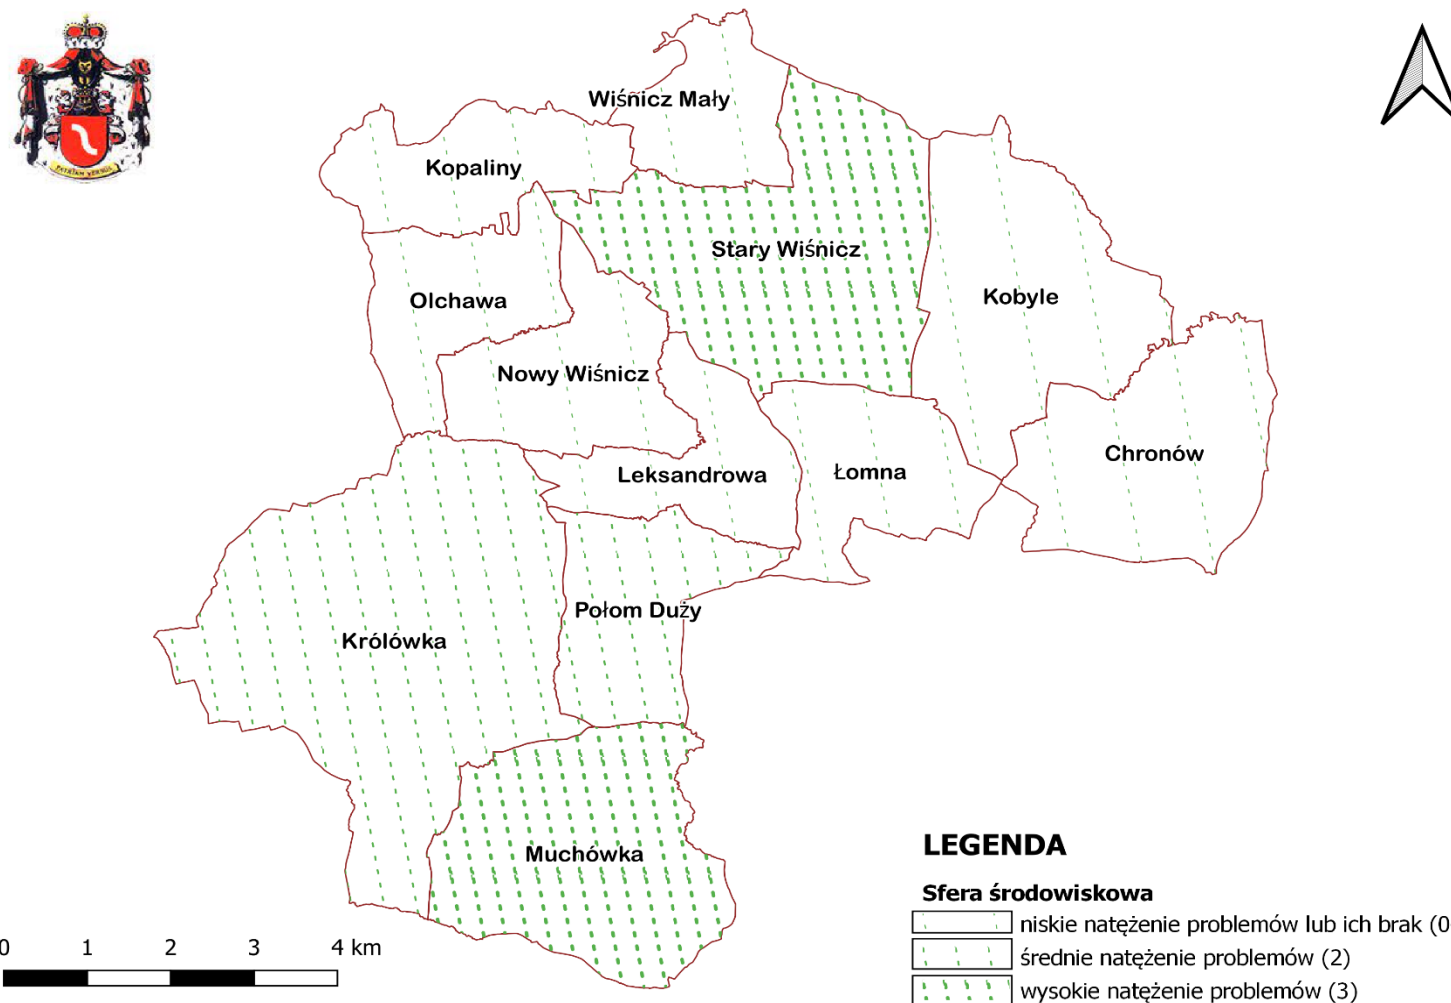 Wiśnicz Mały
Kopaliny
Stary Wiśnicz
Olchawa
Kobyle
Nowy Wiśnicz
Chronów
Leksandrowa
Łomna
Połom Duży
Królówka
Muchówka
LEGENDA
Sfera środowiskowa
niskie natężenie problemów lub ich brak (0
średnie natężenie problemów (2)
wysokie natężenie problemów (3)
0 1 2 3 4 km